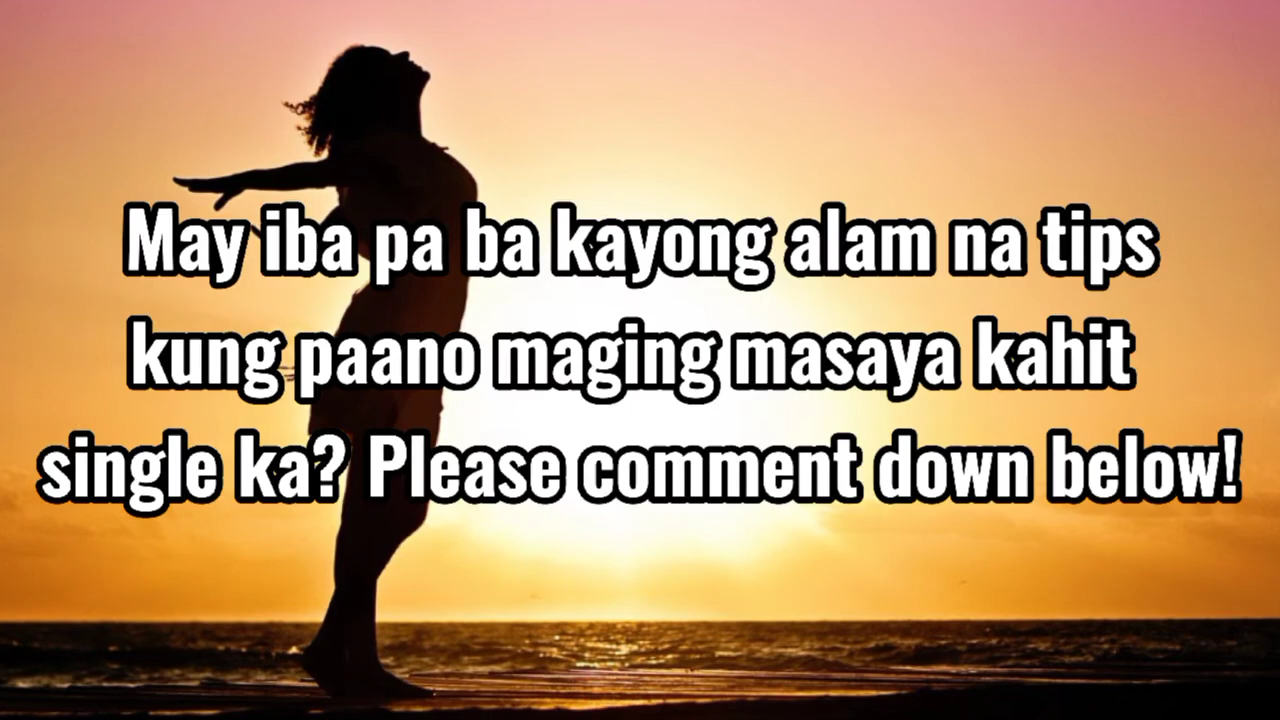 May iba pa ba kayong alam na tips
kung paano maging masaya kahit
single ka? Please comment down below!